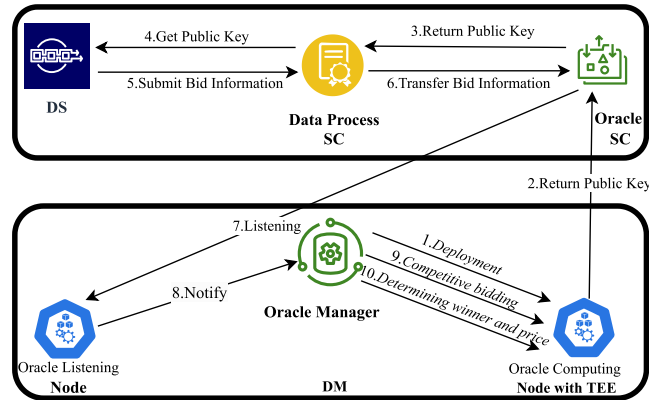 4.Get Public Key
3.Return Public Key
5.Submit Bid Information
6.Transfer Bid Information
DS
Data Process
SC
Oracle
SC
2.Return Public Key
7.Listening
1.Deployment
9.Competitive bidding
10.Determining winner and price
8.Notify
Oracle Manager
Oracle Listening
Node
DM
Oracle Computing
Node with TEE